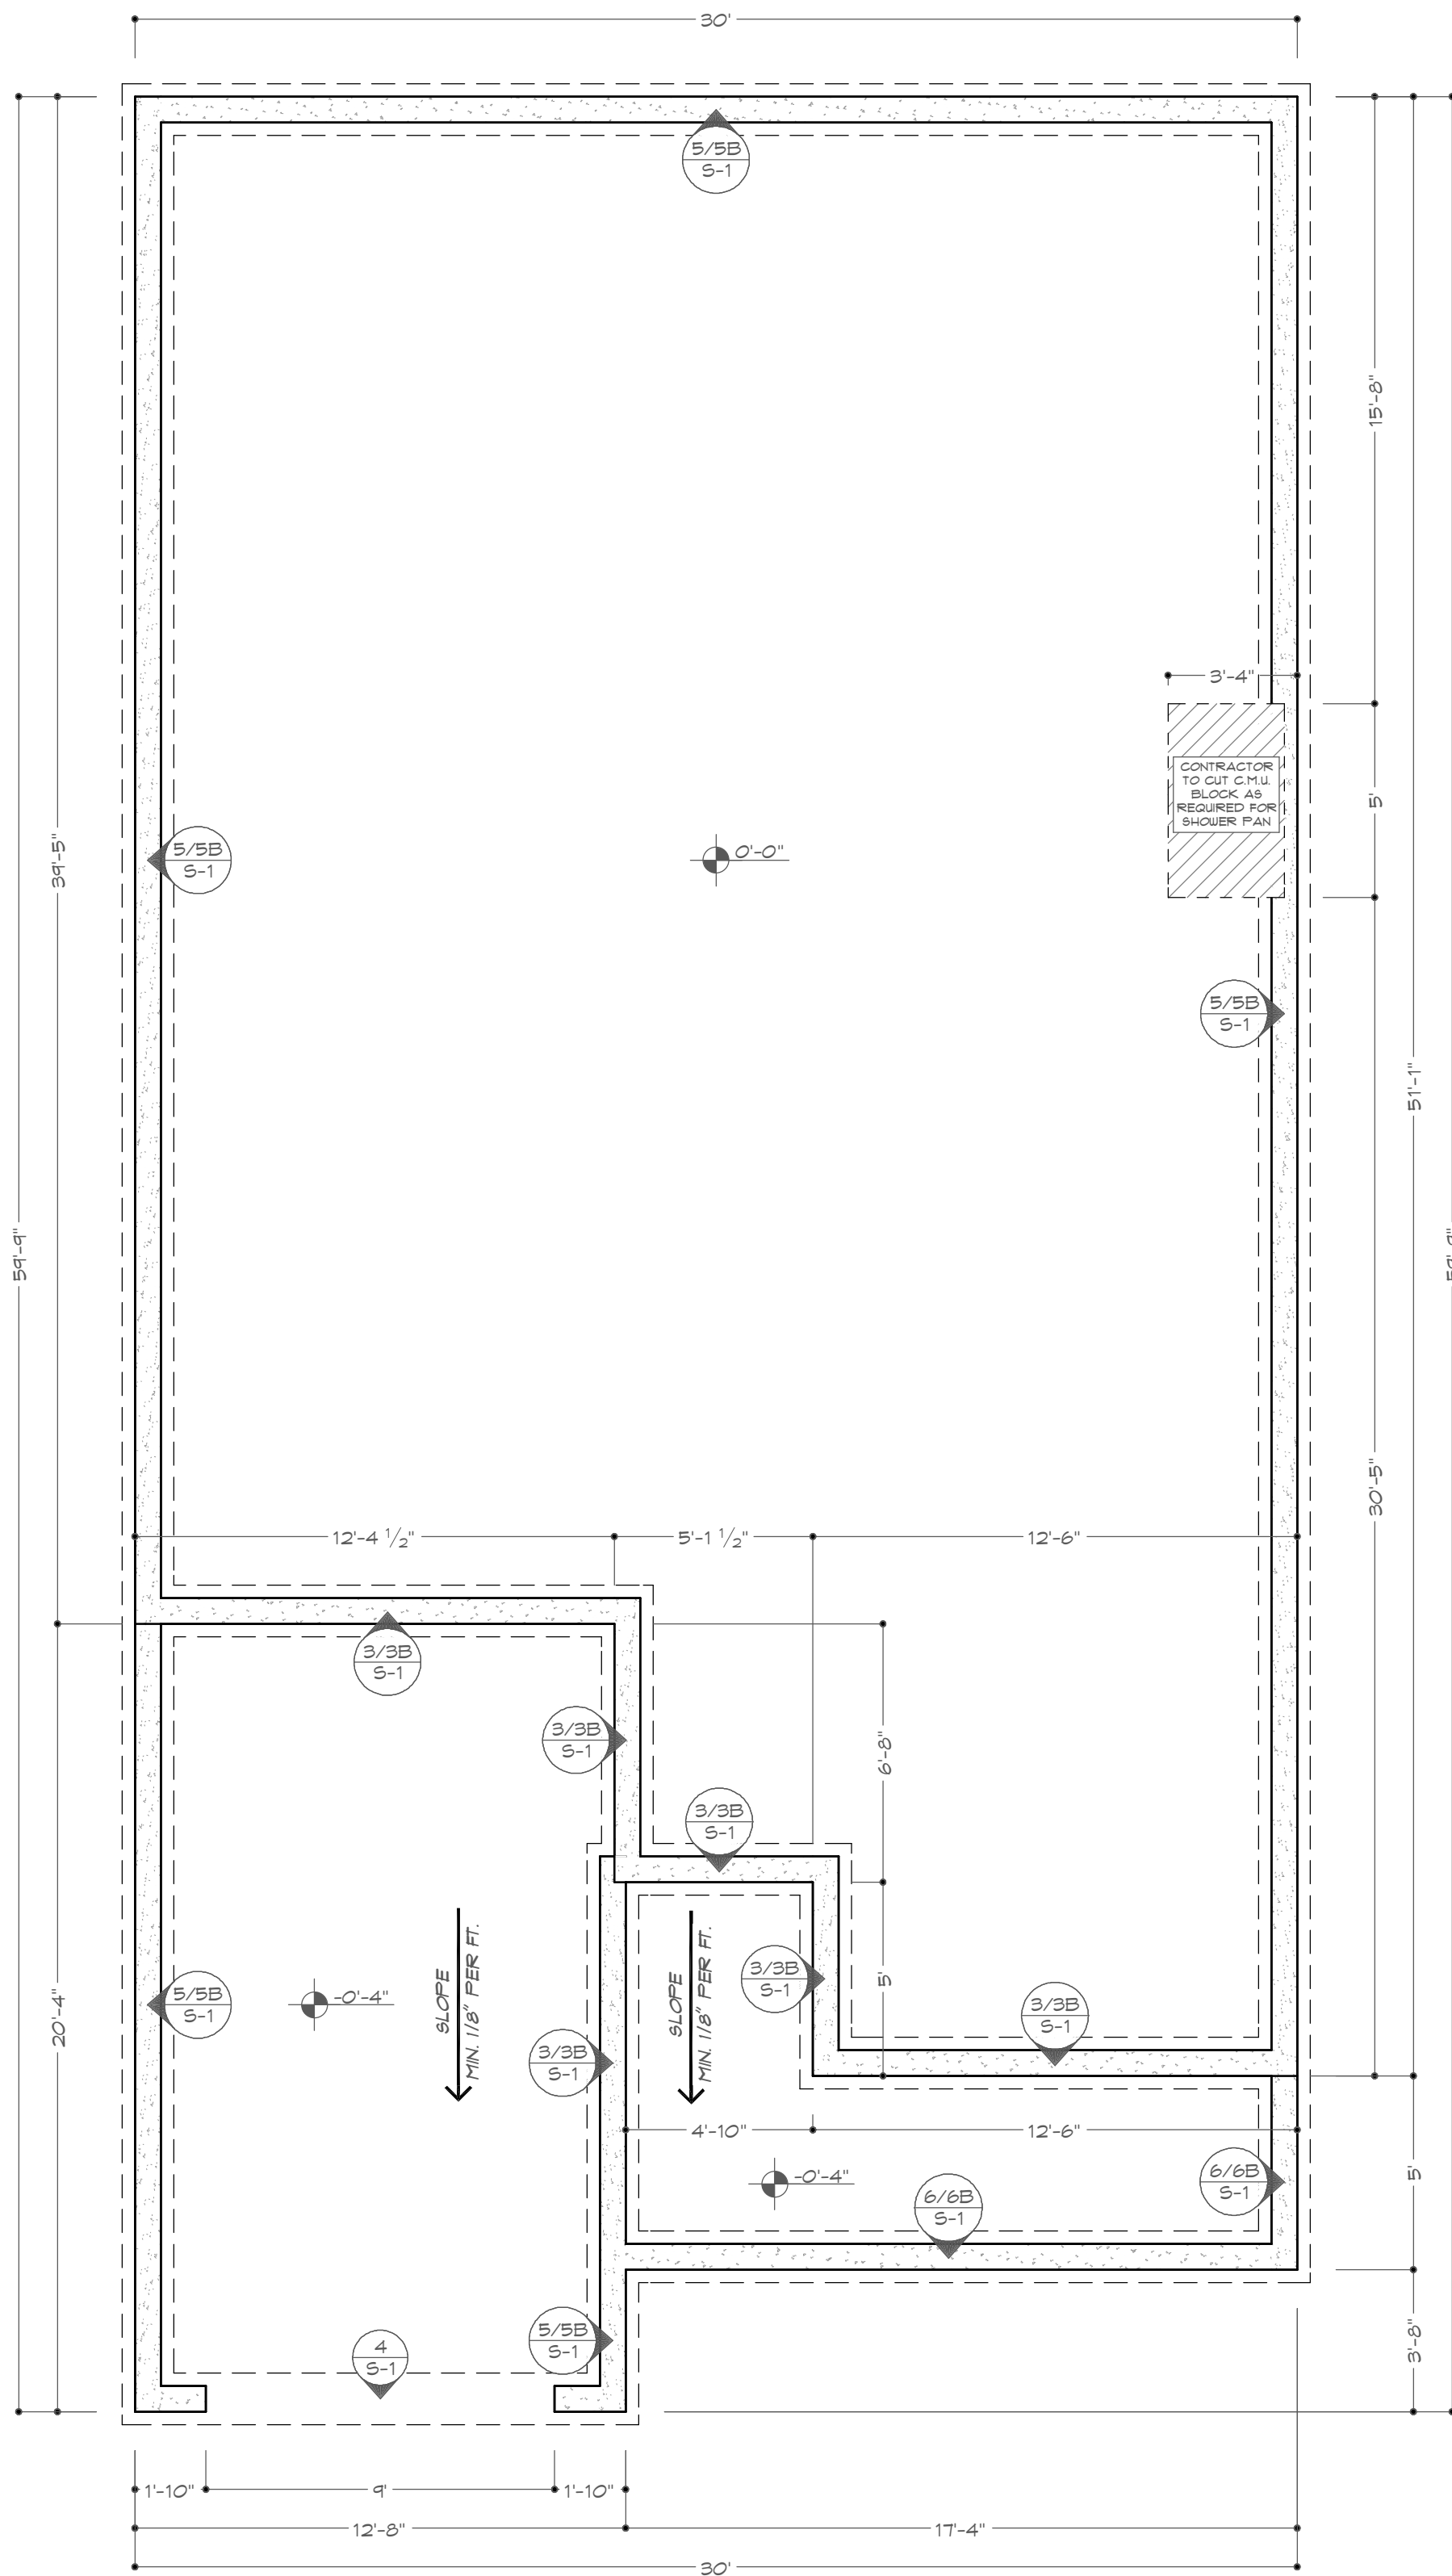 30'
5/5B
S-1
15'-8"
3'-4"
CONTRACTOR
TO CUT C.M.U.
BLOCK AS
REQUIRED FOR
SHOWER PAN
5'
39'-5"
5/5B
S-1
0'-0"
5/5B
S-1
51'-1"
59'-9"
30'-5"
12'-4 1/2"
5'-1 1/2"
12'-6"
3/3B
S-1
3/3B
S-1
6'-8"
3/3B
S-1
SLOPE
MIN. 1/8" PER FT.
SLOPE
MIN. 1/8" PER FT.
3/3B
S-1
5'
3/3B
S-1
20'-4"
5/5B
S-1
-0'-4"
3/3B
S-1
4'-10"
12'-6"
-0'-4"
6/6B
S-1
6/6B
S-1
5'
5/5B
S-1
4
S-1
3'-8"
1'-10"
9'
1'-10"
12'-8"
17'-4"
30'